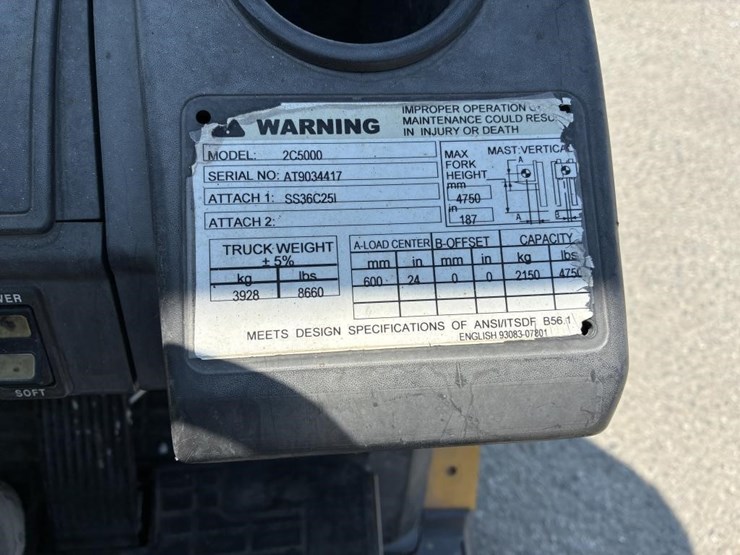 WARNING
IMPROPER OPERATION
MAINTENANCE COULD
IN INJURY OR DEATH
MODEL: 2C5000
SERIAL NO: AT9034417
ATTACH 1: SS36C25I
ATTACH 2:
MAX FORK HEIGHT
mm
4750
in
187
MAST:VERTICAL
A
A
TRUCK WEIGHT
± 5%
kg lbs
3928 8660
A-LOAD CENTER B-OFFSET CAPACITY
mm in mm in kg lbs
600 24 0 0 2150 4750
MEETS DESIGN SPECIFICATIONS OF ANSI/ITSDF B56.1
ENGLISH 93083-07801
SOFT